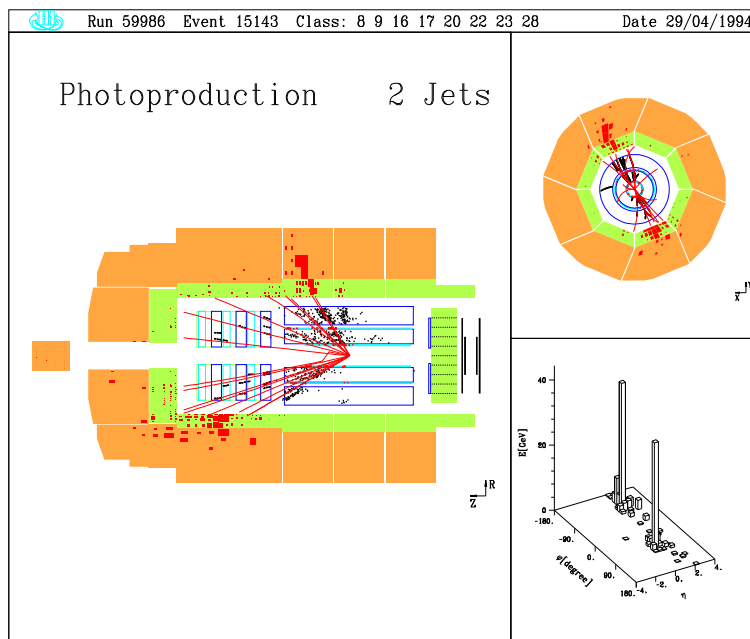 Run 59986 Event 15143 Class: 8 9 16 17 20 22 23 28 Date 29/04/1994
Photoproduction 2 Jets
R
Z
X
E[GeV]
40
20
0
-180.
-90.
0.
90.
180.
φ[degree]
-4.
-2.
0.
2.
4.
η